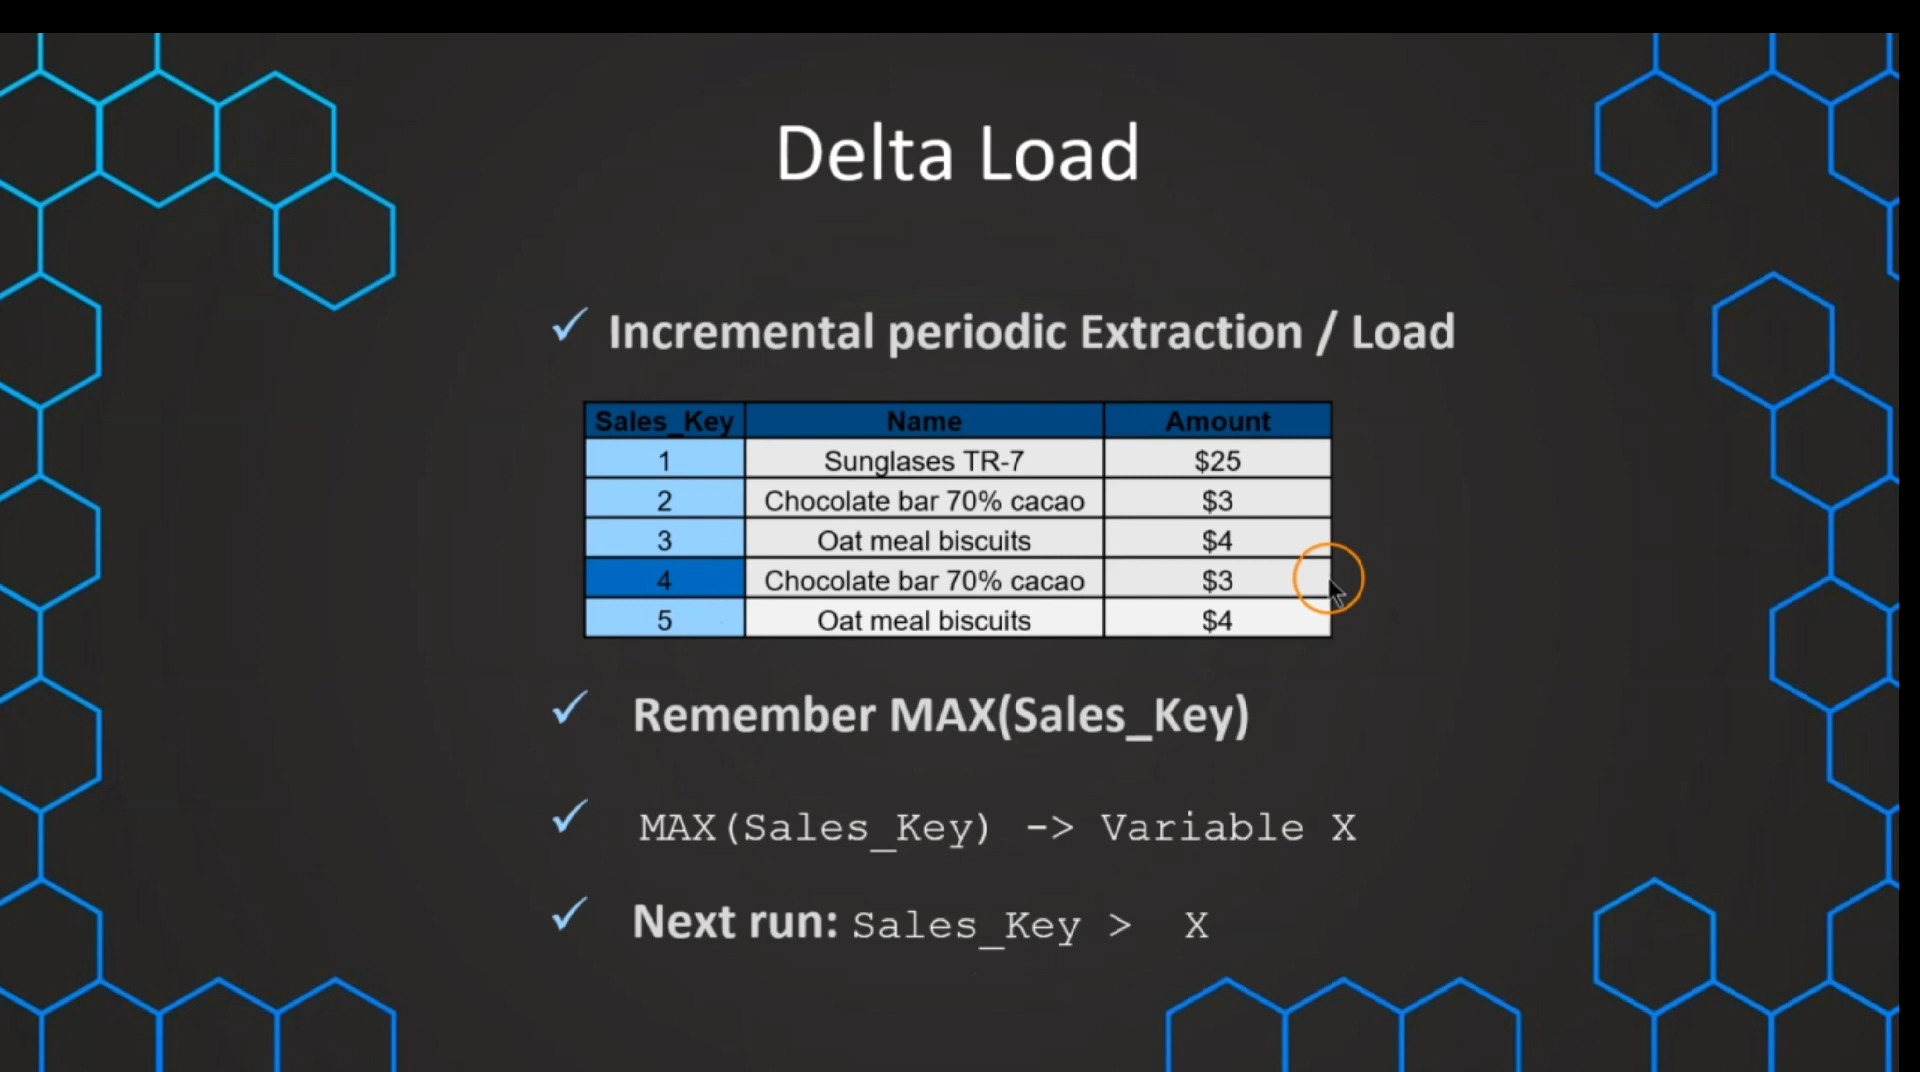 Delta Load
✓ Incremental periodic Extraction / Load
Sales_Key Name Amount
1 Sunglases TR-7 $25
2 Chocolate bar 70% cacao $3
3 Oat meal biscuits $4
4 Chocolate bar 70% cacao $3
5 Oat meal biscuits $4
✓ Remember MAX(Sales_Key)
✓ MAX(Sales_Key) -> Variable X
✓ Next run: Sales_Key > X